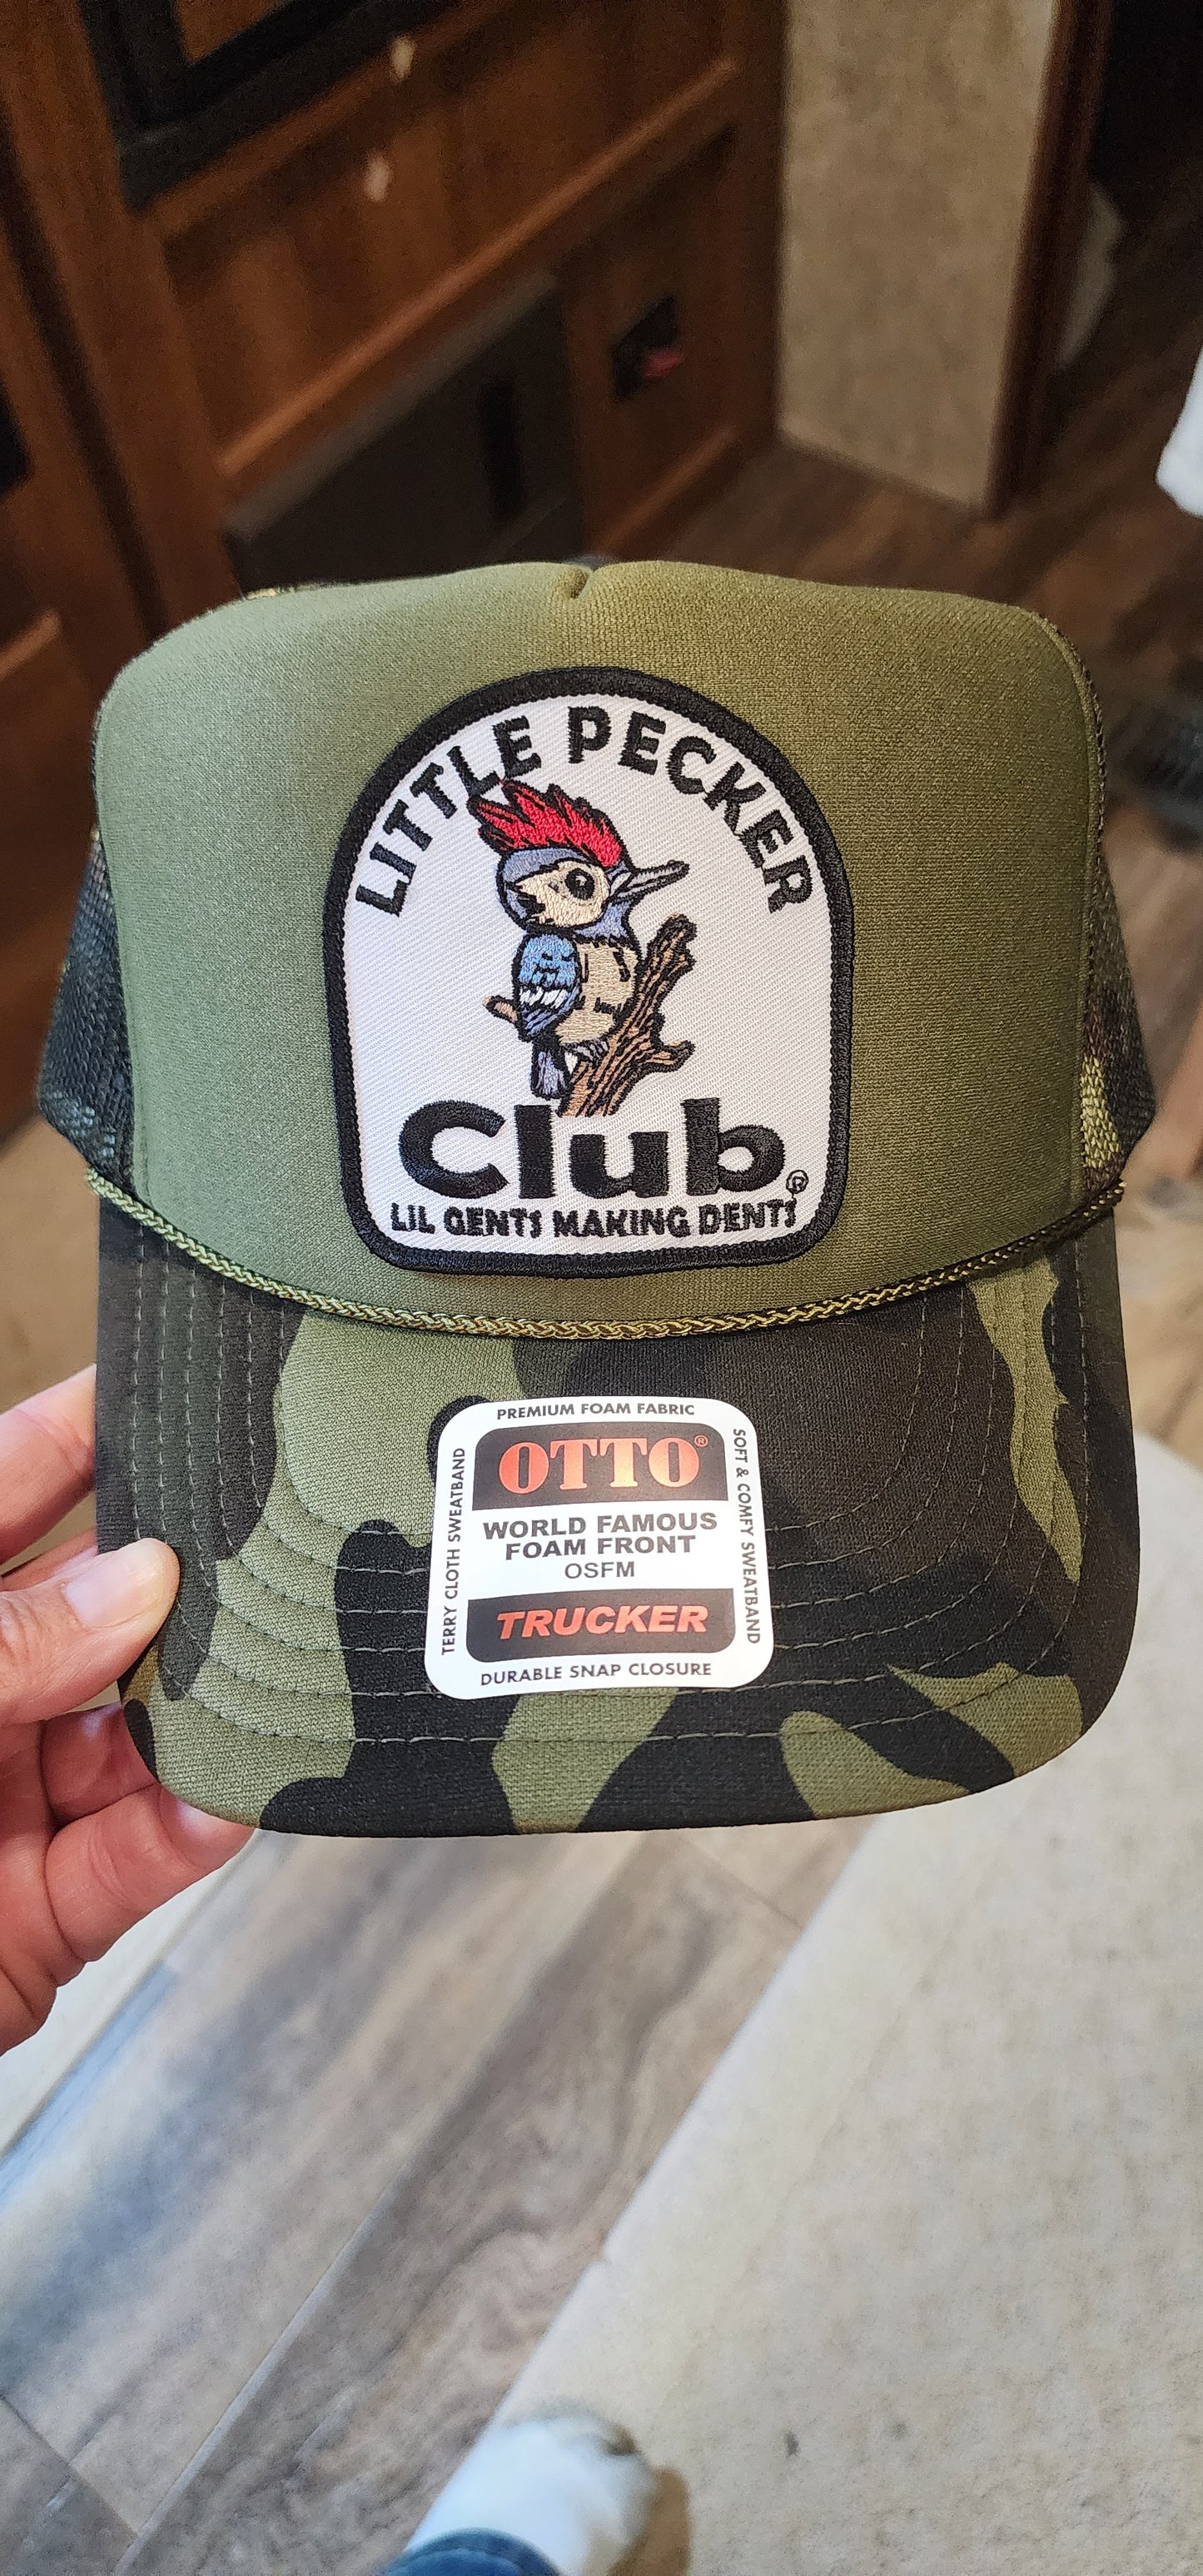 LITTLE PECKER
Club®
LIL GENTS MAKING DENTS
PREMIUM FOAM FABRIC
TERRY CLOTH SWEATBAND
OTTO®
WORLD FAMOUS
FOAM FRONT
OSFM
TRUCKER
SOFT & COMFY SWEATBAND
DURABLE SNAP CLOSURE